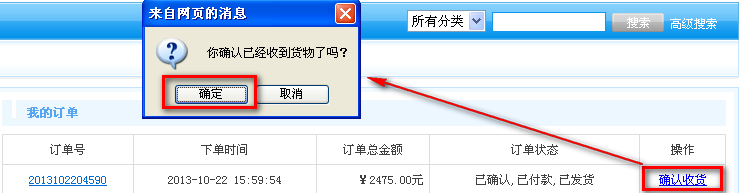 来自网页的消息
所有分类
搜索 高级搜索
你确认已经收到货物了吗?
确定 取消
我的订单
订单号 下单时间 订单总金额 订单状态 操作
2013102204590 2013-10-22 15:59:54 ¥2475.00元 已确认,已付款,已发货 确认收货